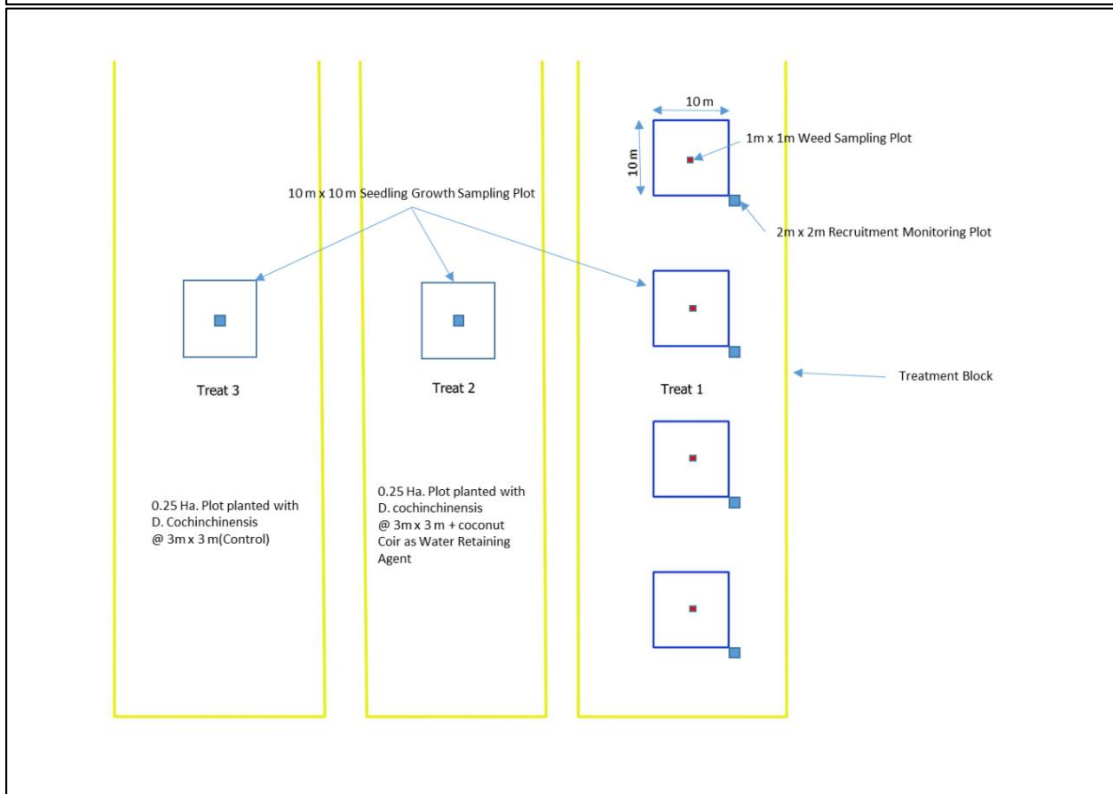 10 m
10 m
1m x 1m Weed Sampling Plot
10 m x 10 m Seedling Growth Sampling Plot
2m x 2m Recruitment Monitoring Plot
Treat 3
Treat 2
Treat 1
Treatment Block
0.25 Ha. Plot planted with
D. Cochinchinensis
@ 3m x 3 m(Control)
0.25 Ha. Plot planted with
D. cochinchinensis
@ 3m x 3 m + coconut
Coir as Water Retaining
Agent